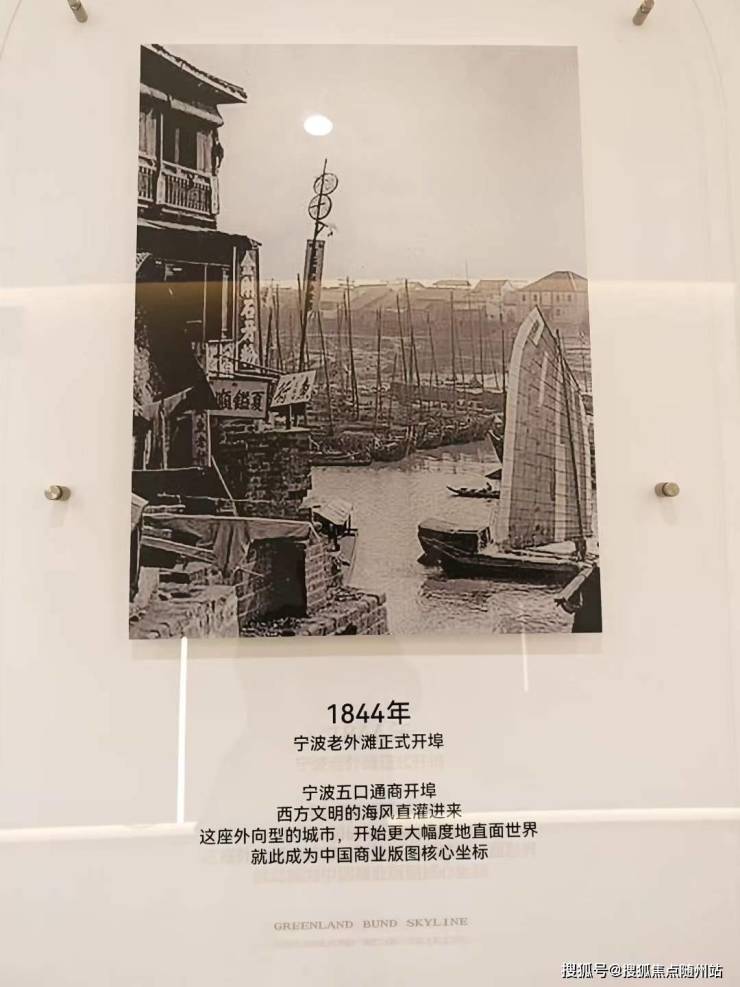 1844年
宁波老外滩正式开埠
宁波五口通商开埠
西方文明的海风直灌进来
这座外向型的城市，开始更大幅度地直面世界
就此成为中国商业版图核心坐标
GREENLAND BUND SKYLINE
搜狐号@搜狐焦点随州站